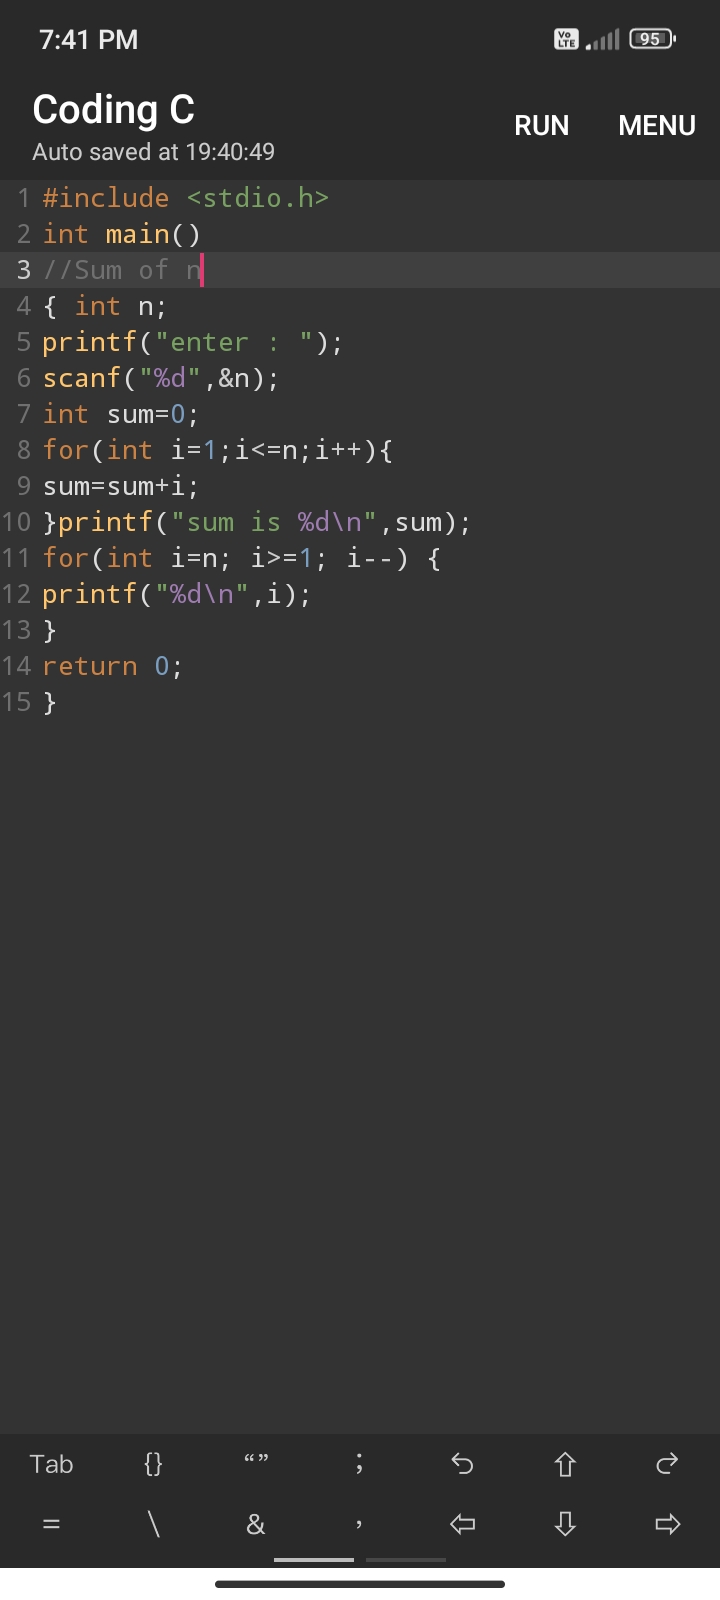 7:41 PM
Vo LTE
95
Coding C
RUN
MENU
Auto saved at 19:40:49
1 #include <stdio.h>
2 int main()
3 //Sum of n
4 { int n;
5 printf("enter : ");
6 scanf("%d",&n);
7 int sum=0;
8 for(int i=1;i<=n;i++){
9 sum=sum+i;
10 }printf("sum is %d\n",sum);
11 for(int i=n; i>=1; i--) {
12 printf("%d\n",i);
13 }
14 return 0;
15 }
Tab {} “” ;
= \ & ,